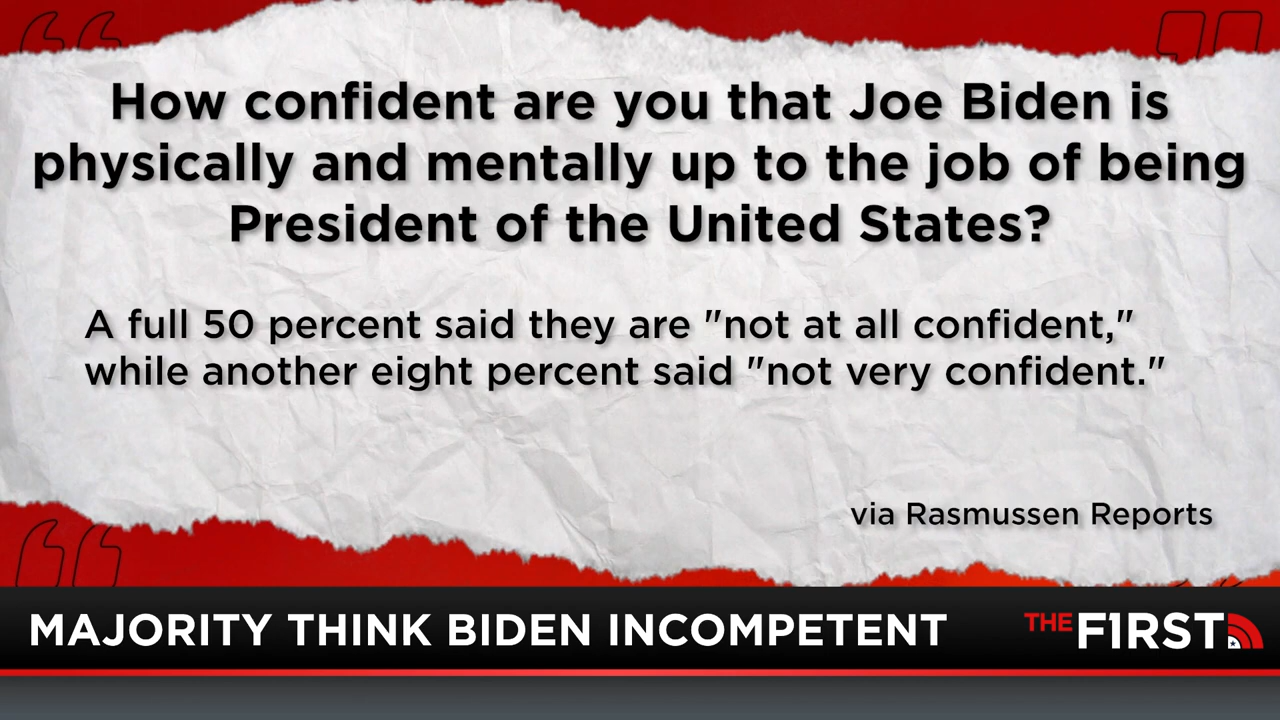 How confident are you that Joe Biden is
physically and mentally up to the job of being
President of the United States?
A full 50 percent said they are "not at all confident,"
while another eight percent said "not very confident."
via Rasmussen Reports
MAJORITY THINK BIDEN INCOMPETENT
THE F1RST